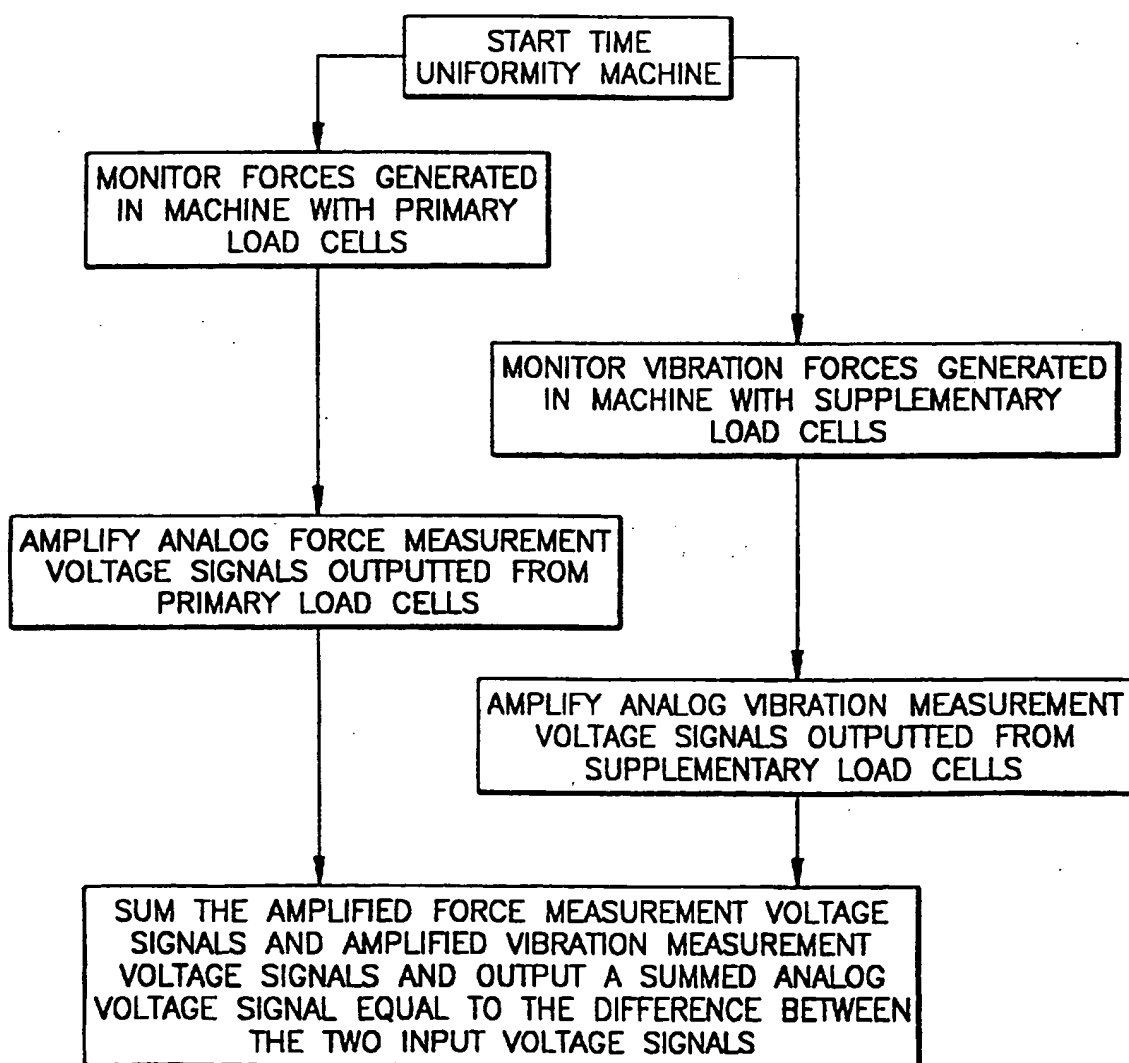 START TIME
UNIFORMITY MACHINE
MONITOR FORCES GENERATED
IN MACHINE WITH PRIMARY
LOAD CELLS
MONITOR VIBRATION FORCES GENERATED
IN MACHINE WITH SUPPLEMENTARY
LOAD CELLS
AMPLIFY ANALOG FORCE MEASUREMENT
VOLTAGE SIGNALS OUTPUTTED FROM
PRIMARY LOAD CELLS
AMPLIFY ANALOG VIBRATION MEASUREMENT
VOLTAGE SIGNALS OUTPUTTED FROM
SUPPLEMENTARY LOAD CELLS
SUM THE AMPLIFIED FORCE MEASUREMENT VOLTAGE
SIGNALS AND AMPLIFIED VIBRATION MEASUREMENT
VOLTAGE SIGNALS AND OUTPUT A SUMMED ANALOG
VOLTAGE SIGNAL EQUAL TO THE DIFFERENCE BETWEEN
THE TWO INPUT VOLTAGE SIGNALS